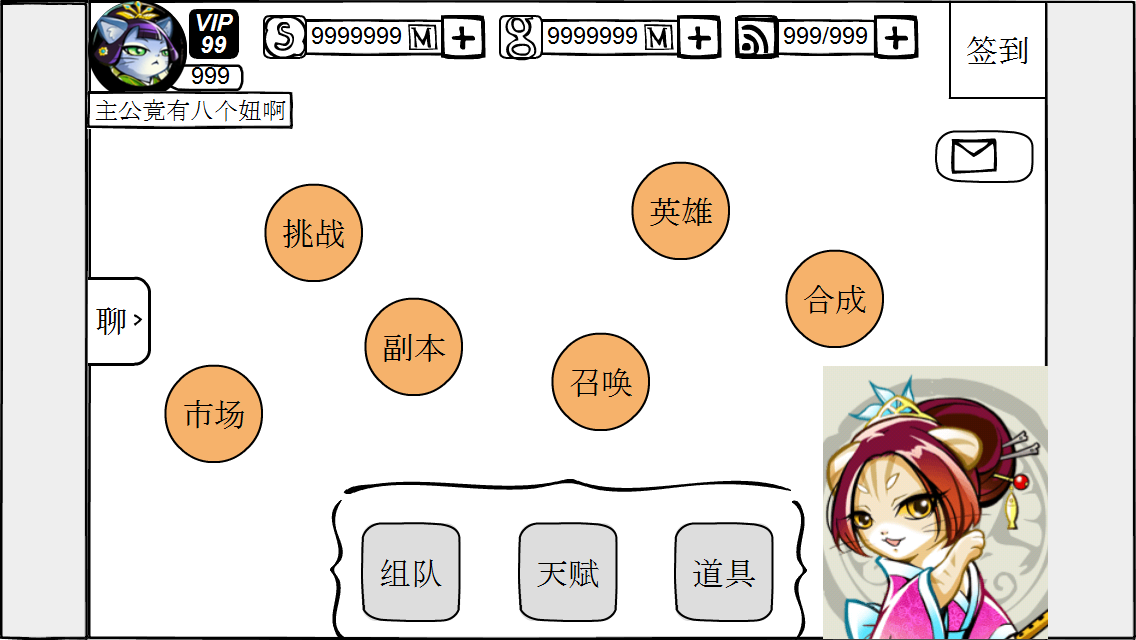 VIP
99
999
S 9999999 M +
g 9999999 M +
999/999 +
签到
主公竟有八个妞啊
挑战
英雄
合成
聊 >
副本
召唤
市场
组队
天赋
道具